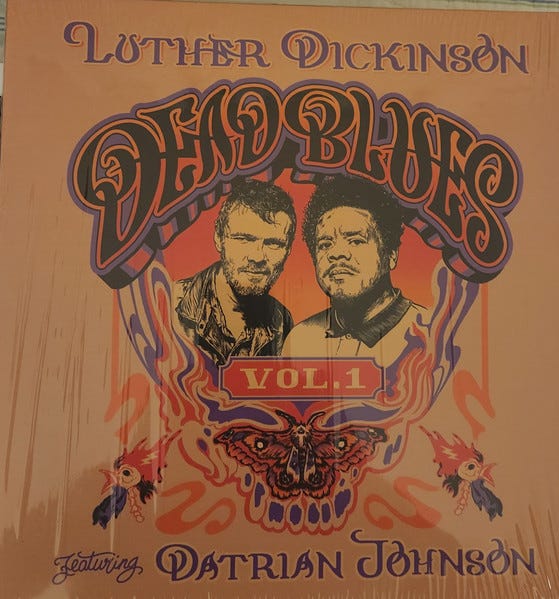 LUTHER DICKINSON
DEAD BLUES
VOL.1
Featuring DATRIAN JOHNSON